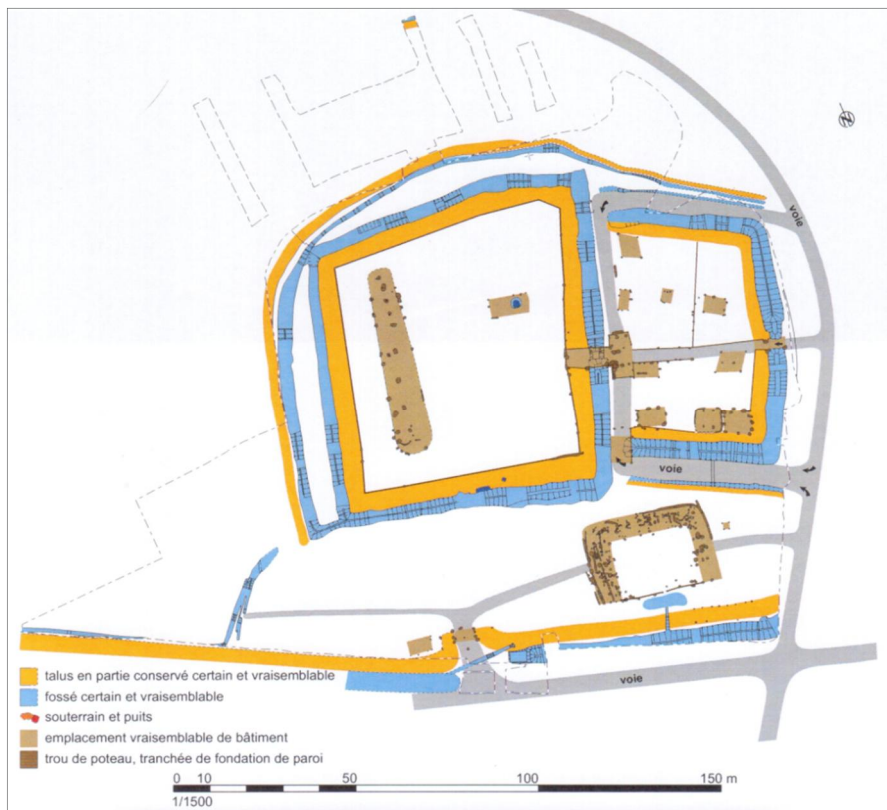 N
voie
voie
voie
talus en partie conservé certain et vraisemblable
fossé certain et vraisemblable
souterrain et puits
emplacement vraisemblable de bâtiment
trou de poteau, tranchée de fondation de paroi
0 10 50 100 150 m
1/1500